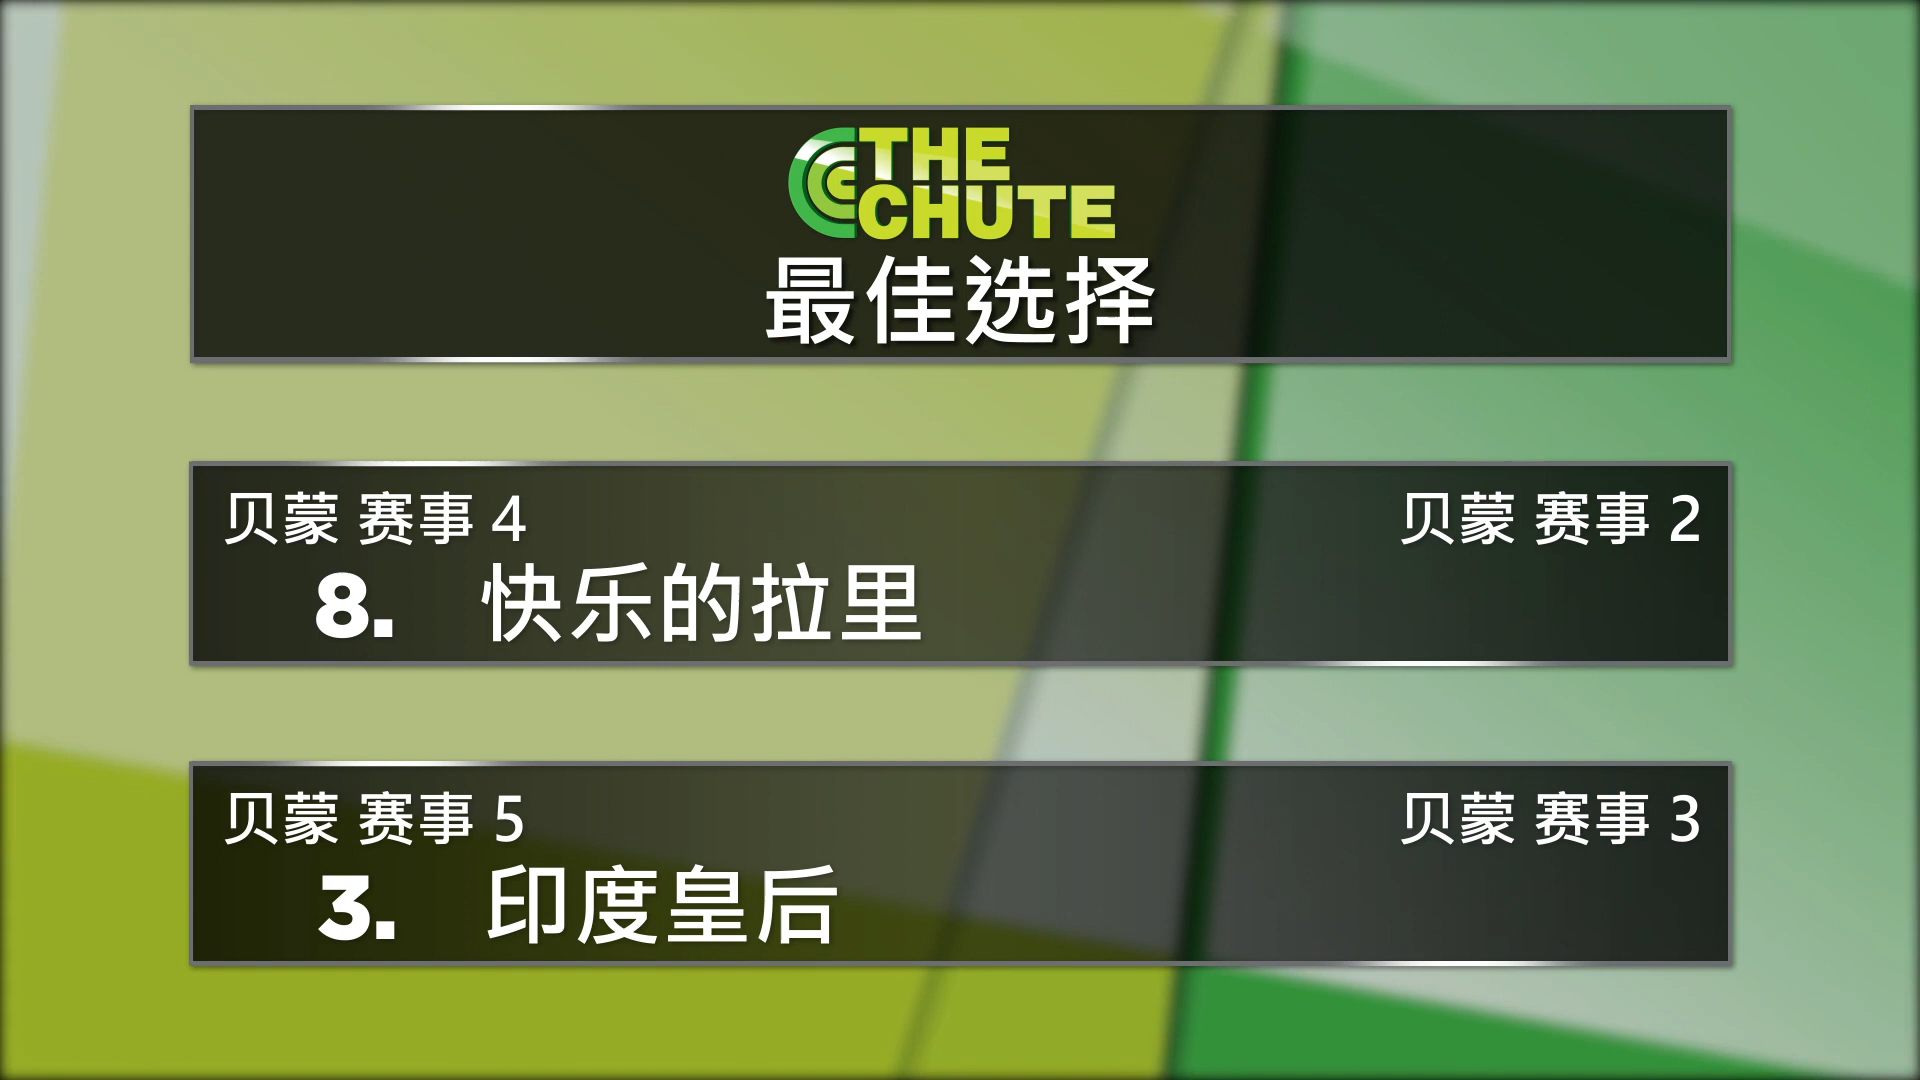 THE
CHUTE
最佳选择
贝蒙 赛事 4
贝蒙 赛事 2
8. 快乐的拉里
贝蒙 赛事 5
贝蒙 赛事 3
3. 印度皇后